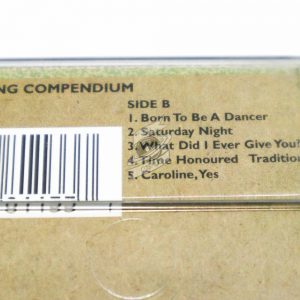 NG COMPENDIUM
SIDE B
1. Born To Be A Dancer
2. Saturday Night
3. What Did I Ever Give You?
4. Time Honoured Tradition
5. Caroline, Yes